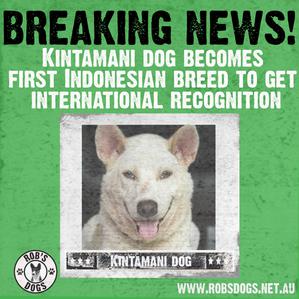 BREAKING NEWS!
KINTAMANI DOG BECOMES
FIRST INDONESIAN BREED TO GET
INTERNATIONAL RECOGNITION
KINTAMANI DOG
ROB'S
DOGS
WWW.ROBSDOGS.NET.AU